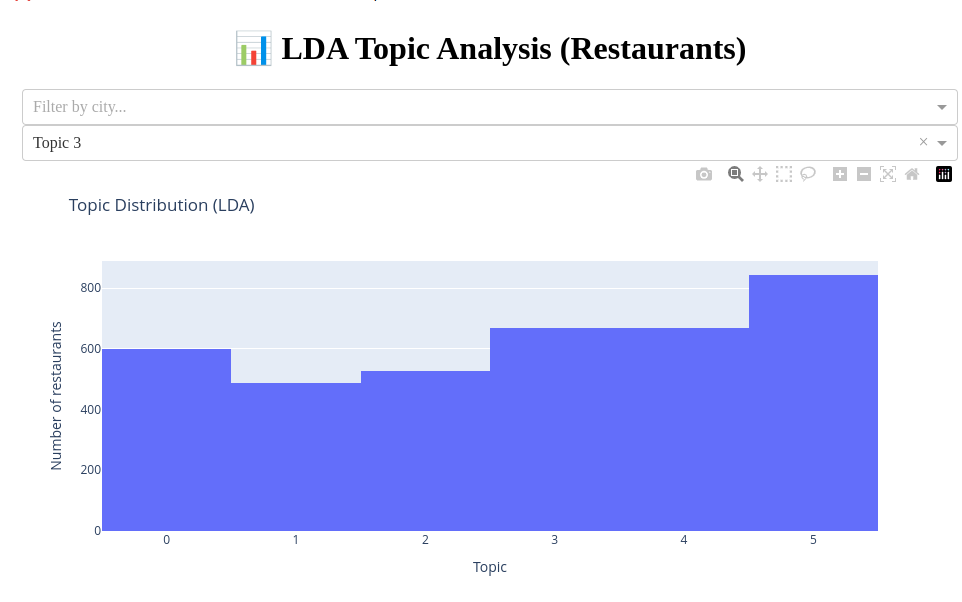 📊 LDA Topic Analysis (Restaurants)
Filter by city...
Topic 3 ×
Topic Distribution (LDA)
800
600
400
200
0
Number of restaurants
0 1 2 3 4 5
Topic